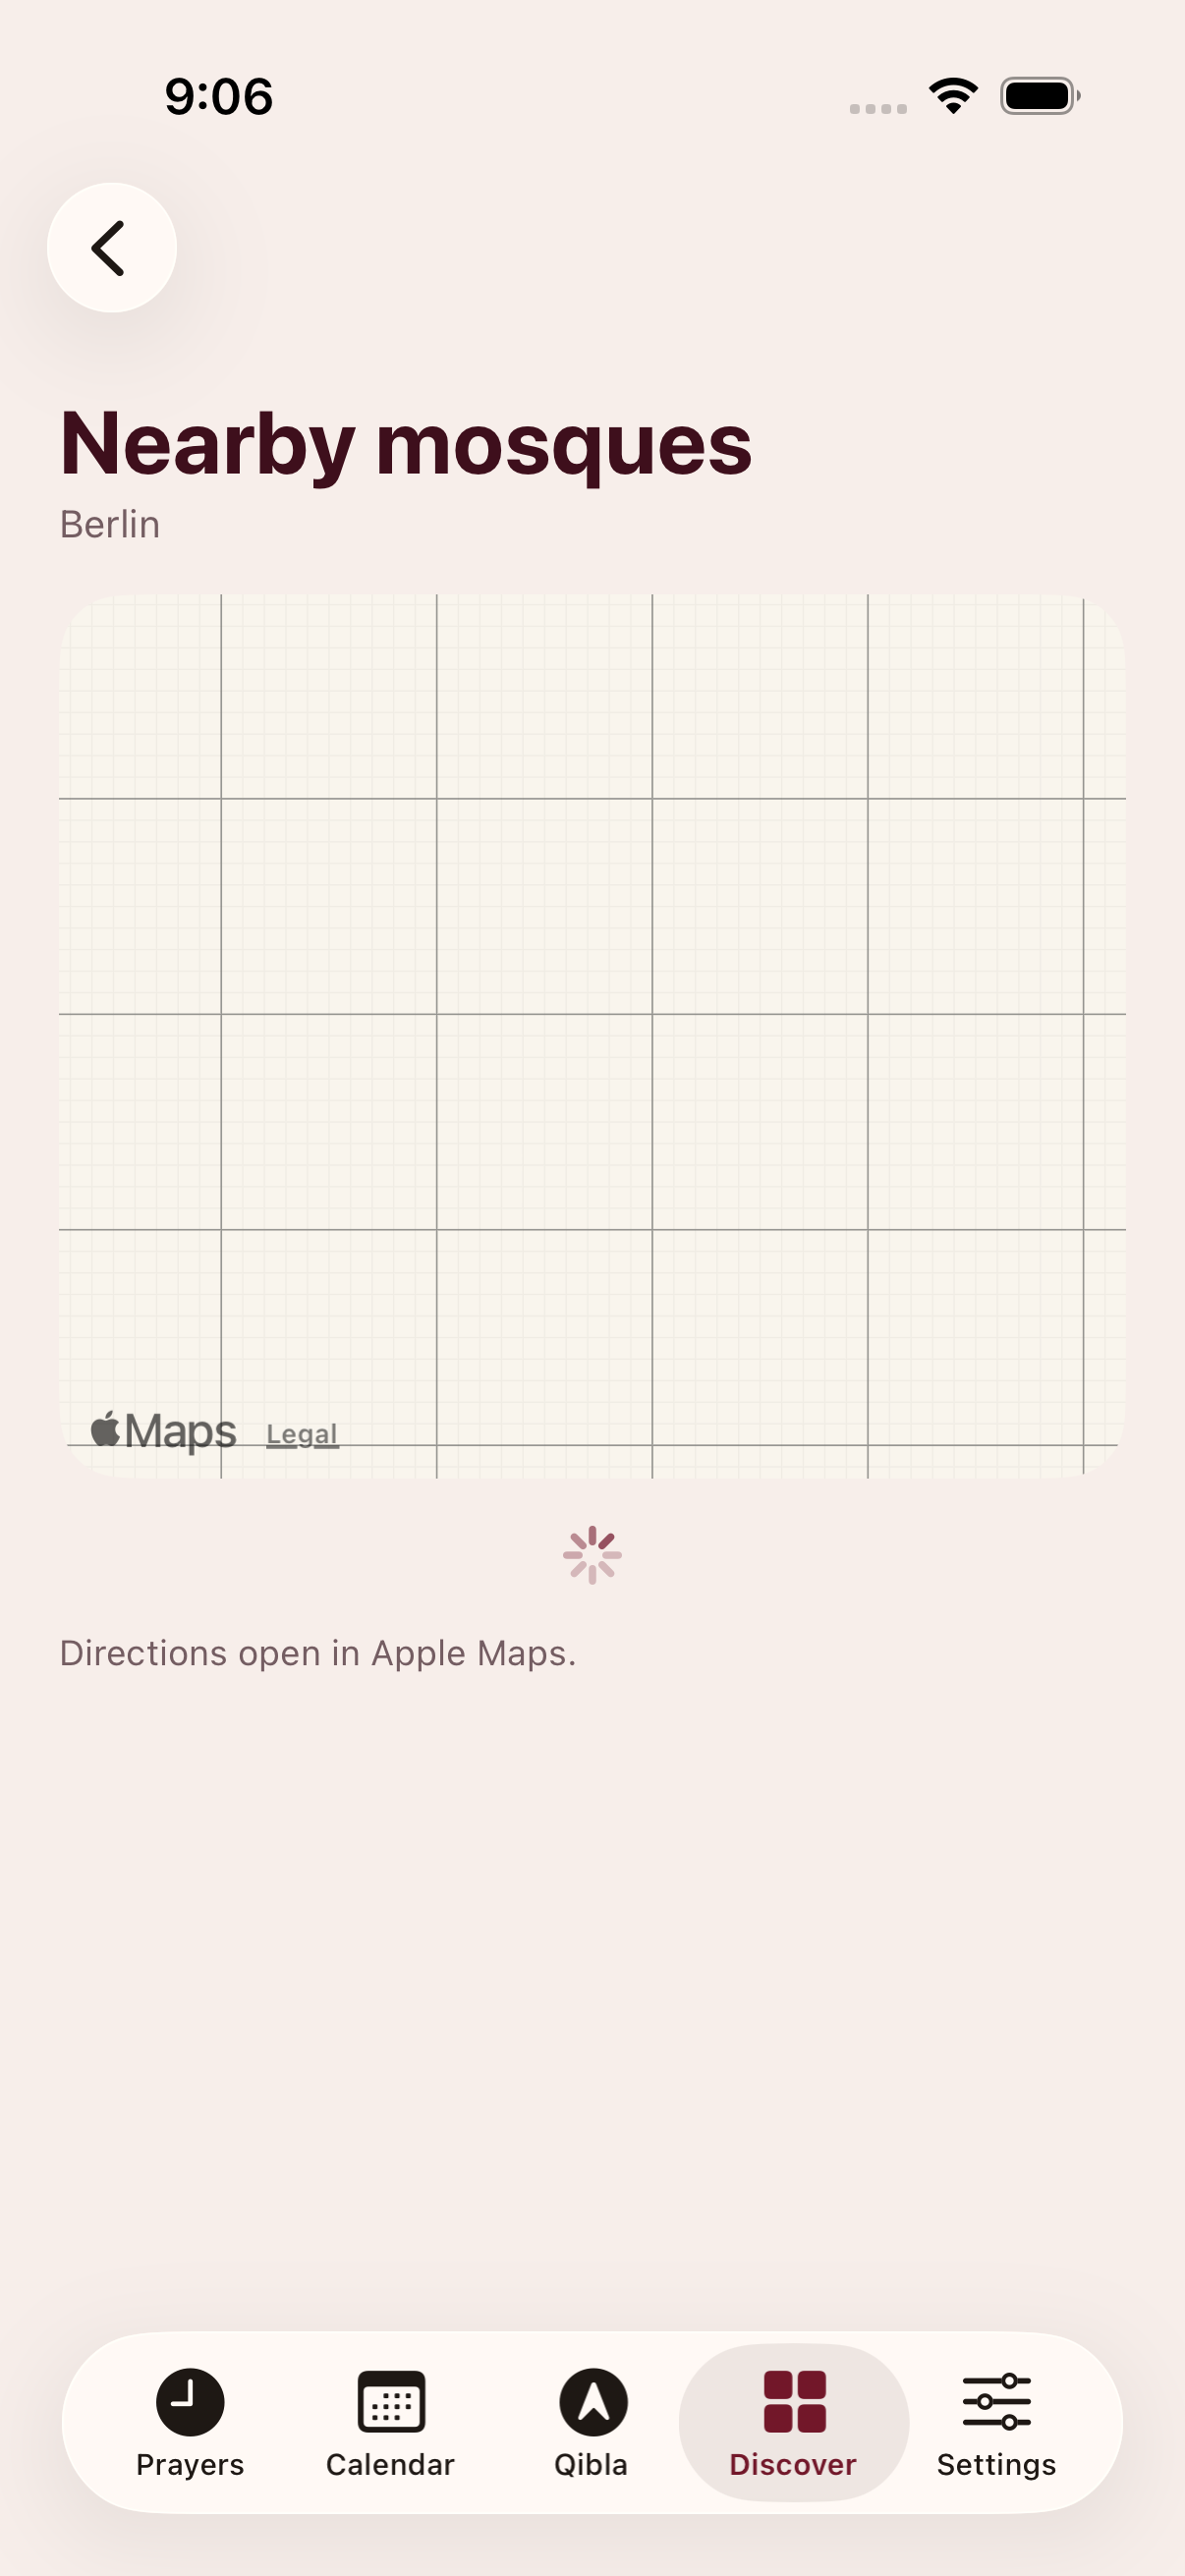 9:06
Nearby mosques
Berlin
Maps Legal
Directions open in Apple Maps.
Prayers Calendar Qibla Discover Settings